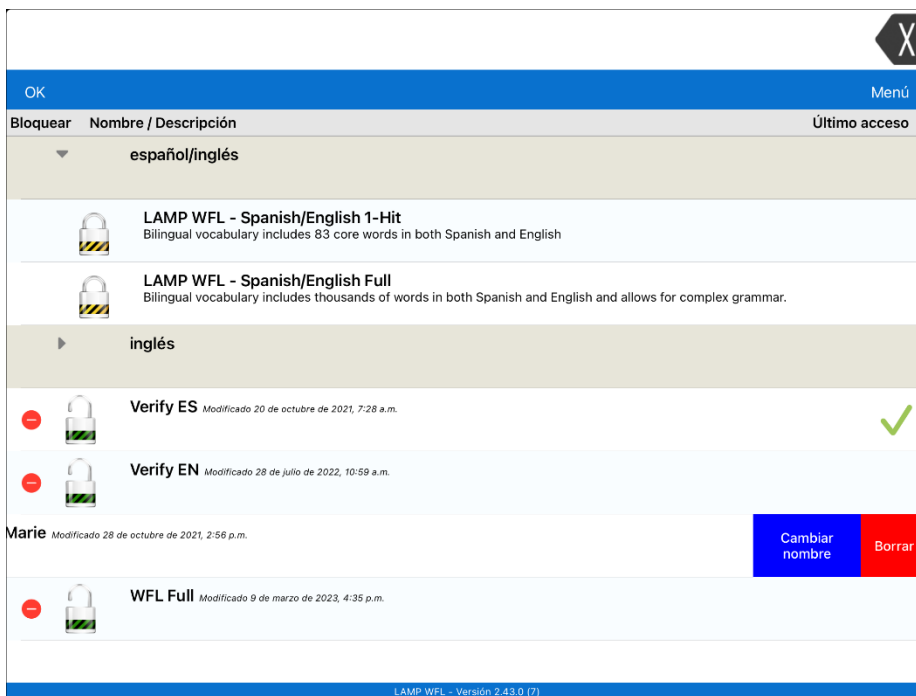 X
OK Menú
Bloquear Nombre / Descripción Último acceso
español/inglés
LAMP WFL - Spanish/English 1-Hit
Bilingual vocabulary includes 83 core words in both Spanish and English
LAMP WFL - Spanish/English Full
Bilingual vocabulary includes thousands of words in both Spanish and English and allows for complex grammar.
inglés
Verify ES Modificado 20 de octubre de 2021, 7:28 a.m.
Verify EN Modificado 28 de julio de 2022, 10:59 a.m.
Marie Modificado 28 de octubre de 2021, 2:56 p.m.
Cambiar
nombre
Borrar
WFL Full Modificado 9 de marzo de 2023, 4:35 p.m.
LAMP WFL - Versión 2.43.0 (7)